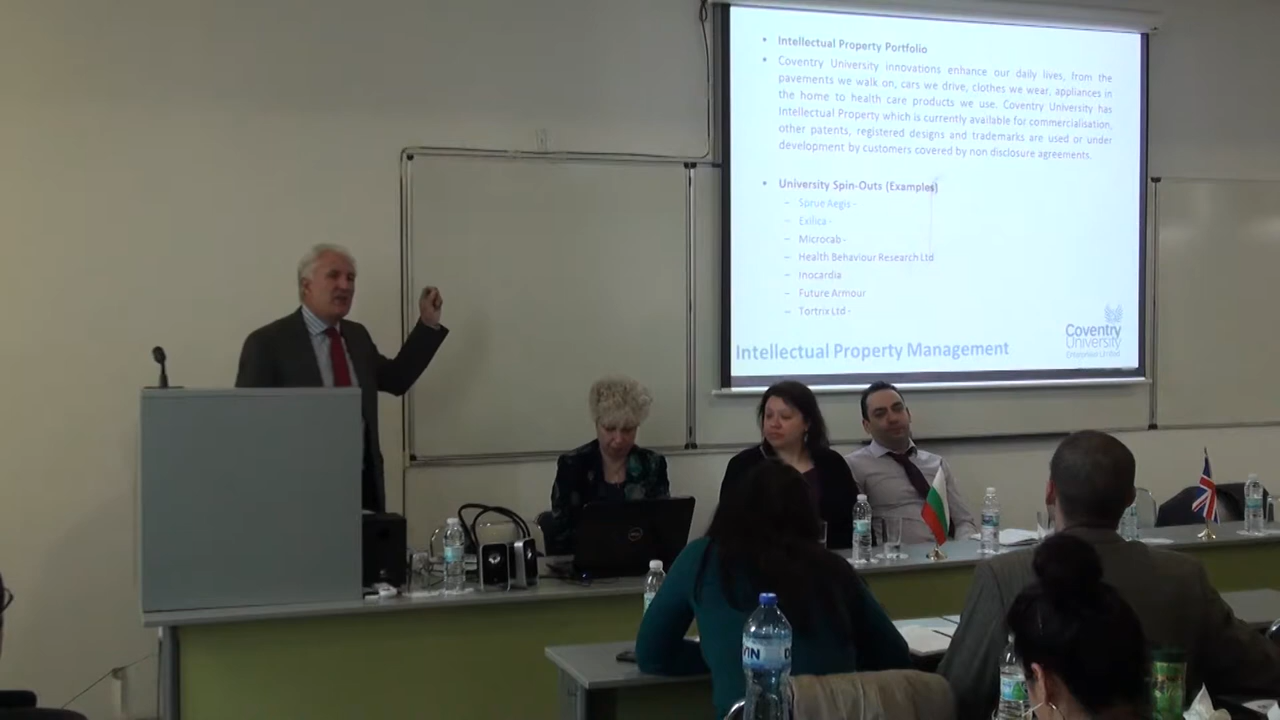 Intellectual Property Portfolio
Coventry University innovations enhance our daily lives, from the
pavements we walk on, cars we drive, clothes we wear, appliances in
the home to health care products we use. Coventry University has
Intellectual Property which is currently available for commercialisation,
other patents, registered designs and trademarks are used or under
development by customers covered by non disclosure agreements.
University Spin-Outs (Examples)
– Sprue Aegis -
– Exilica -
– Microcab -
– Health Behaviour Research Ltd
– Inocardia
– Future Armour
– Tortrix Ltd -
Coventry
University
Intellectual Property Management
DELL